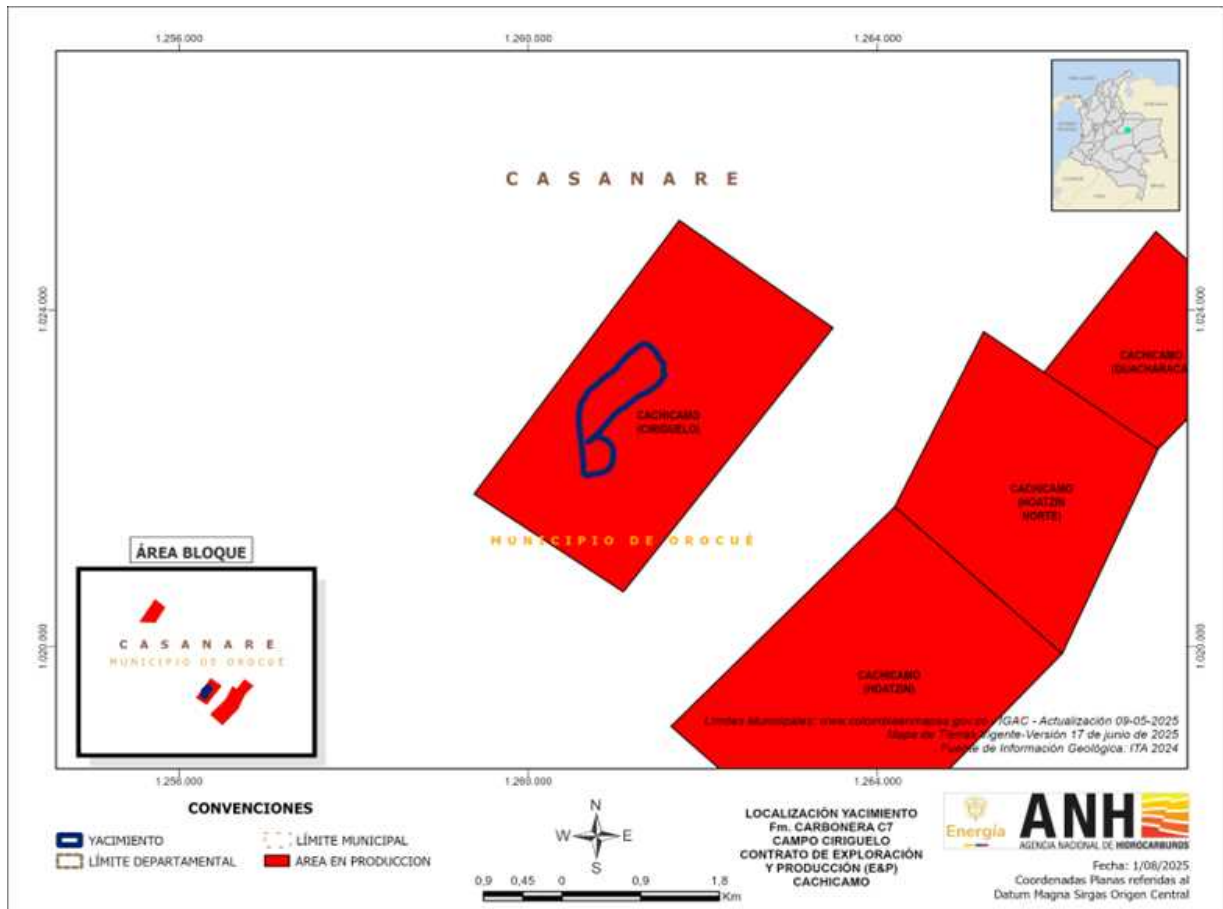 1.256.000
1.260.000
1.264.000
CASANARE
1.024.000
1.024.000
CACHICAMO
(GUACHARACA
CACHICAMO
(CIRIGUELO)
CACHICAMO
(HOATZIN
NORTE)
MUNICIPIO DE OROCUÉ
ÁREA BLOQUE
CASANARE
MUNICIPIO DE OROCUÉ
1.020.000
1.020.000
CACHICAMO
(HOATZIN)
IGAC - Actualización 09-05-2025
Mapa de Tierras Vigente-Versión 17 de junio de 2025
Fuente de Información Geológica: ITA 2024
1.256.000
1.260.000
1.264.000
CONVENCIONES
YACIMIENTO
LÍMITE MUNICIPAL
LÍMITE DEPARTAMENTAL
AREA EN PRODUCCION
N
W E
S
0,9 0,45 0 0,9 1,8
Km
LOCALIZACIÓN YACIMIENTO
Fm. CARBONERA C7
CAMPO CIRIGUELO
CONTRATO DE EXPLORACIÓN
Y PRODUCCIÓN (E&P)
CACHICAMO
Energía
ANH
AGENCIA NACIONAL DE HIDROCARBUROS
Fecha: 1/08/2025
Coordenadas Planas referidas al
Datum Magna Sirgas Origen Central